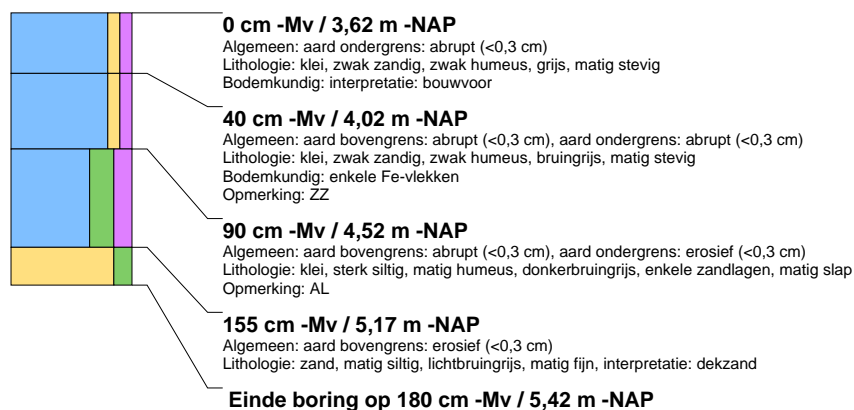 0 cm -Mv / 3,62 m -NAP
Algemeen: aard ondergrens: abrupt (<0,3 cm)
Lithologie: klei, zwak zandig, zwak humeus, grijs, matig stevig
Bodemkundig: interpretatie: bouwvoor
40 cm -Mv / 4,02 m -NAP
Algemeen: aard bovengrens: abrupt (<0,3 cm), aard ondergrens: abrupt (<0,3 cm)
Lithologie: klei, zwak zandig, zwak humeus, bruingrijs, matig stevig
Bodemkundig: enkele Fe-vlekken
Opmerking: ZZ
90 cm -Mv / 4,52 m -NAP
Algemeen: aard bovengrens: abrupt (<0,3 cm), aard ondergrens: erosief (<0,3 cm)
Lithologie: klei, sterk siltig, matig humeus, donkerbruingrijs, enkele zandlagen, matig slap
Opmerking: AL
155 cm -Mv / 5,17 m -NAP
Algemeen: aard bovengrens: erosief (<0,3 cm)
Lithologie: zand, matig siltig, lichtbruingrijs, matig fijn, interpretatie: dekzand
Einde boring op 180 cm -Mv / 5,42 m -NAP